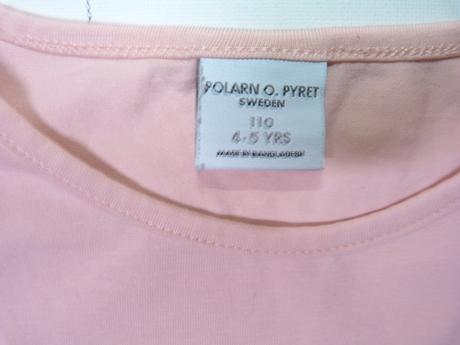 POLARN O. PYRET
SWEDEN
110
4-5 YRS
MADE IN BANGLADESH